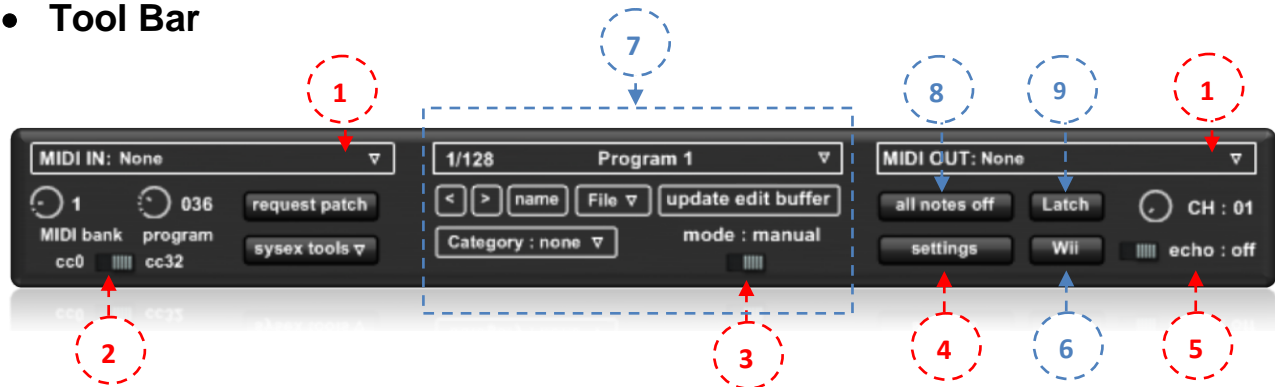 • Tool Bar
7
1
8
9
1
MIDI IN: None
1/128 Program 1
MIDI OUT: None
1
036
request patch
< > name File update edit buffer
all notes off
Latch
CH : 01
MIDI bank
program
sysex tools
Category : none
mode : manual
settings
Wii
echo : off
cc0
cc32
2
3
4
6
5